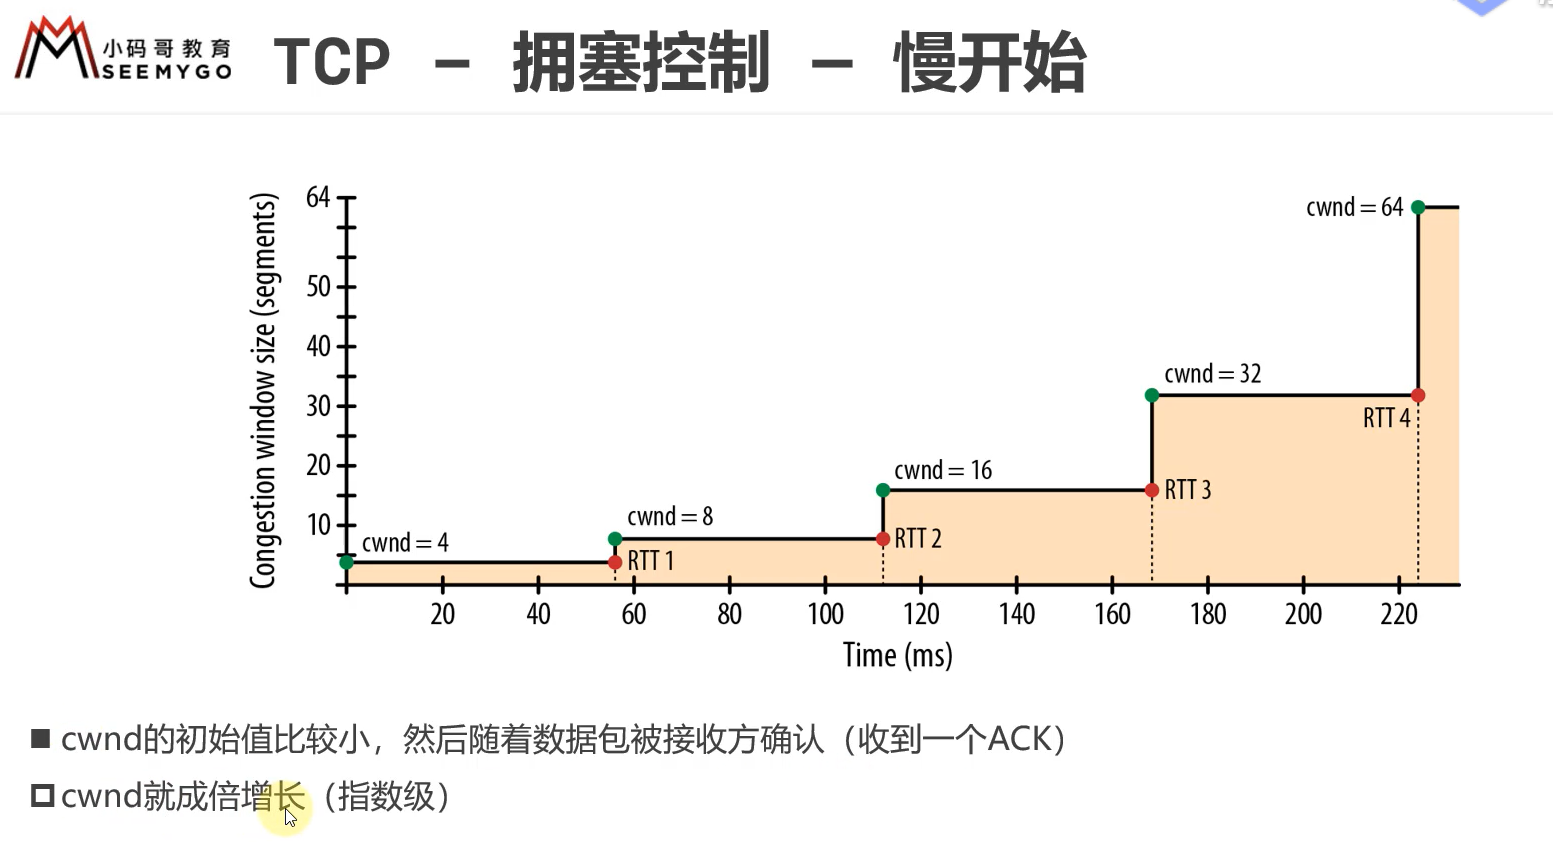 小码哥教育
SEEMYGO
TCP - 拥塞控制 - 慢开始
Congestion window size (segments)
64
50
40
30
20
10
cwnd = 4
RTT 1
cwnd = 8
RTT 2
cwnd = 16
RTT 3
cwnd = 32
RTT 4
cwnd = 64
20 40 60 80 100 120 140 160 180 200 220
Time (ms)
cwnd的初始值比较小，然后随着数据包被接收方确认（收到一个ACK）
cwnd就成倍增长（指数级）